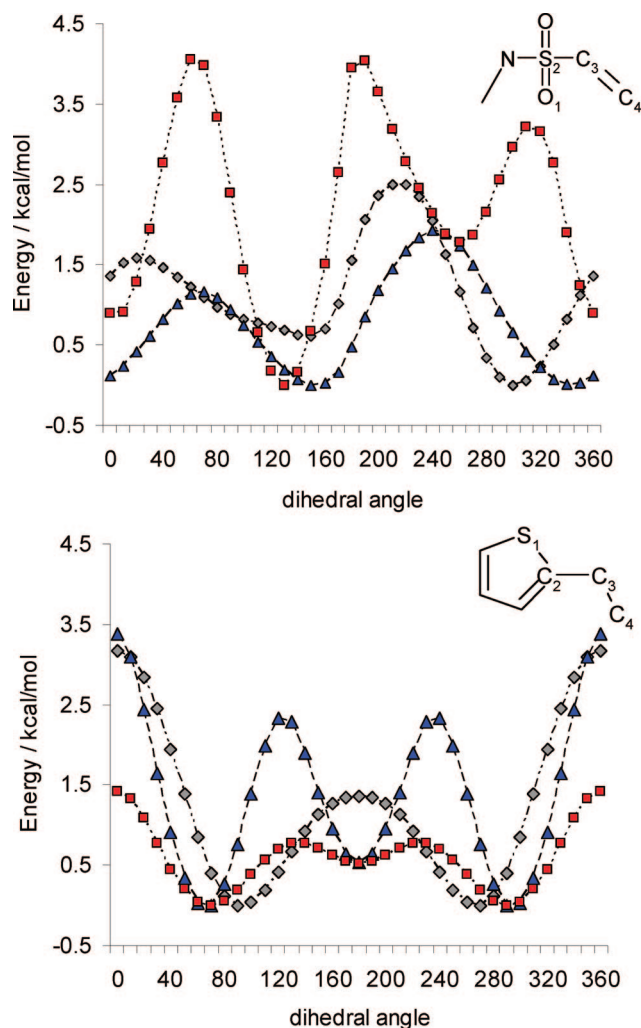 4.5
3.5
2.5
1.5
0.5
-0.5
Energy / kcal/mol
0 40 80 120 160 200 240 280 320 360
dihedral angle
O
N S2 C3
O1 C4
4.5
3.5
2.5
1.5
0.5
-0.5
Energy / kcal/mol
0 40 80 120 160 200 240 280 320 360
dihedral angle
S1
C2 C3
C4